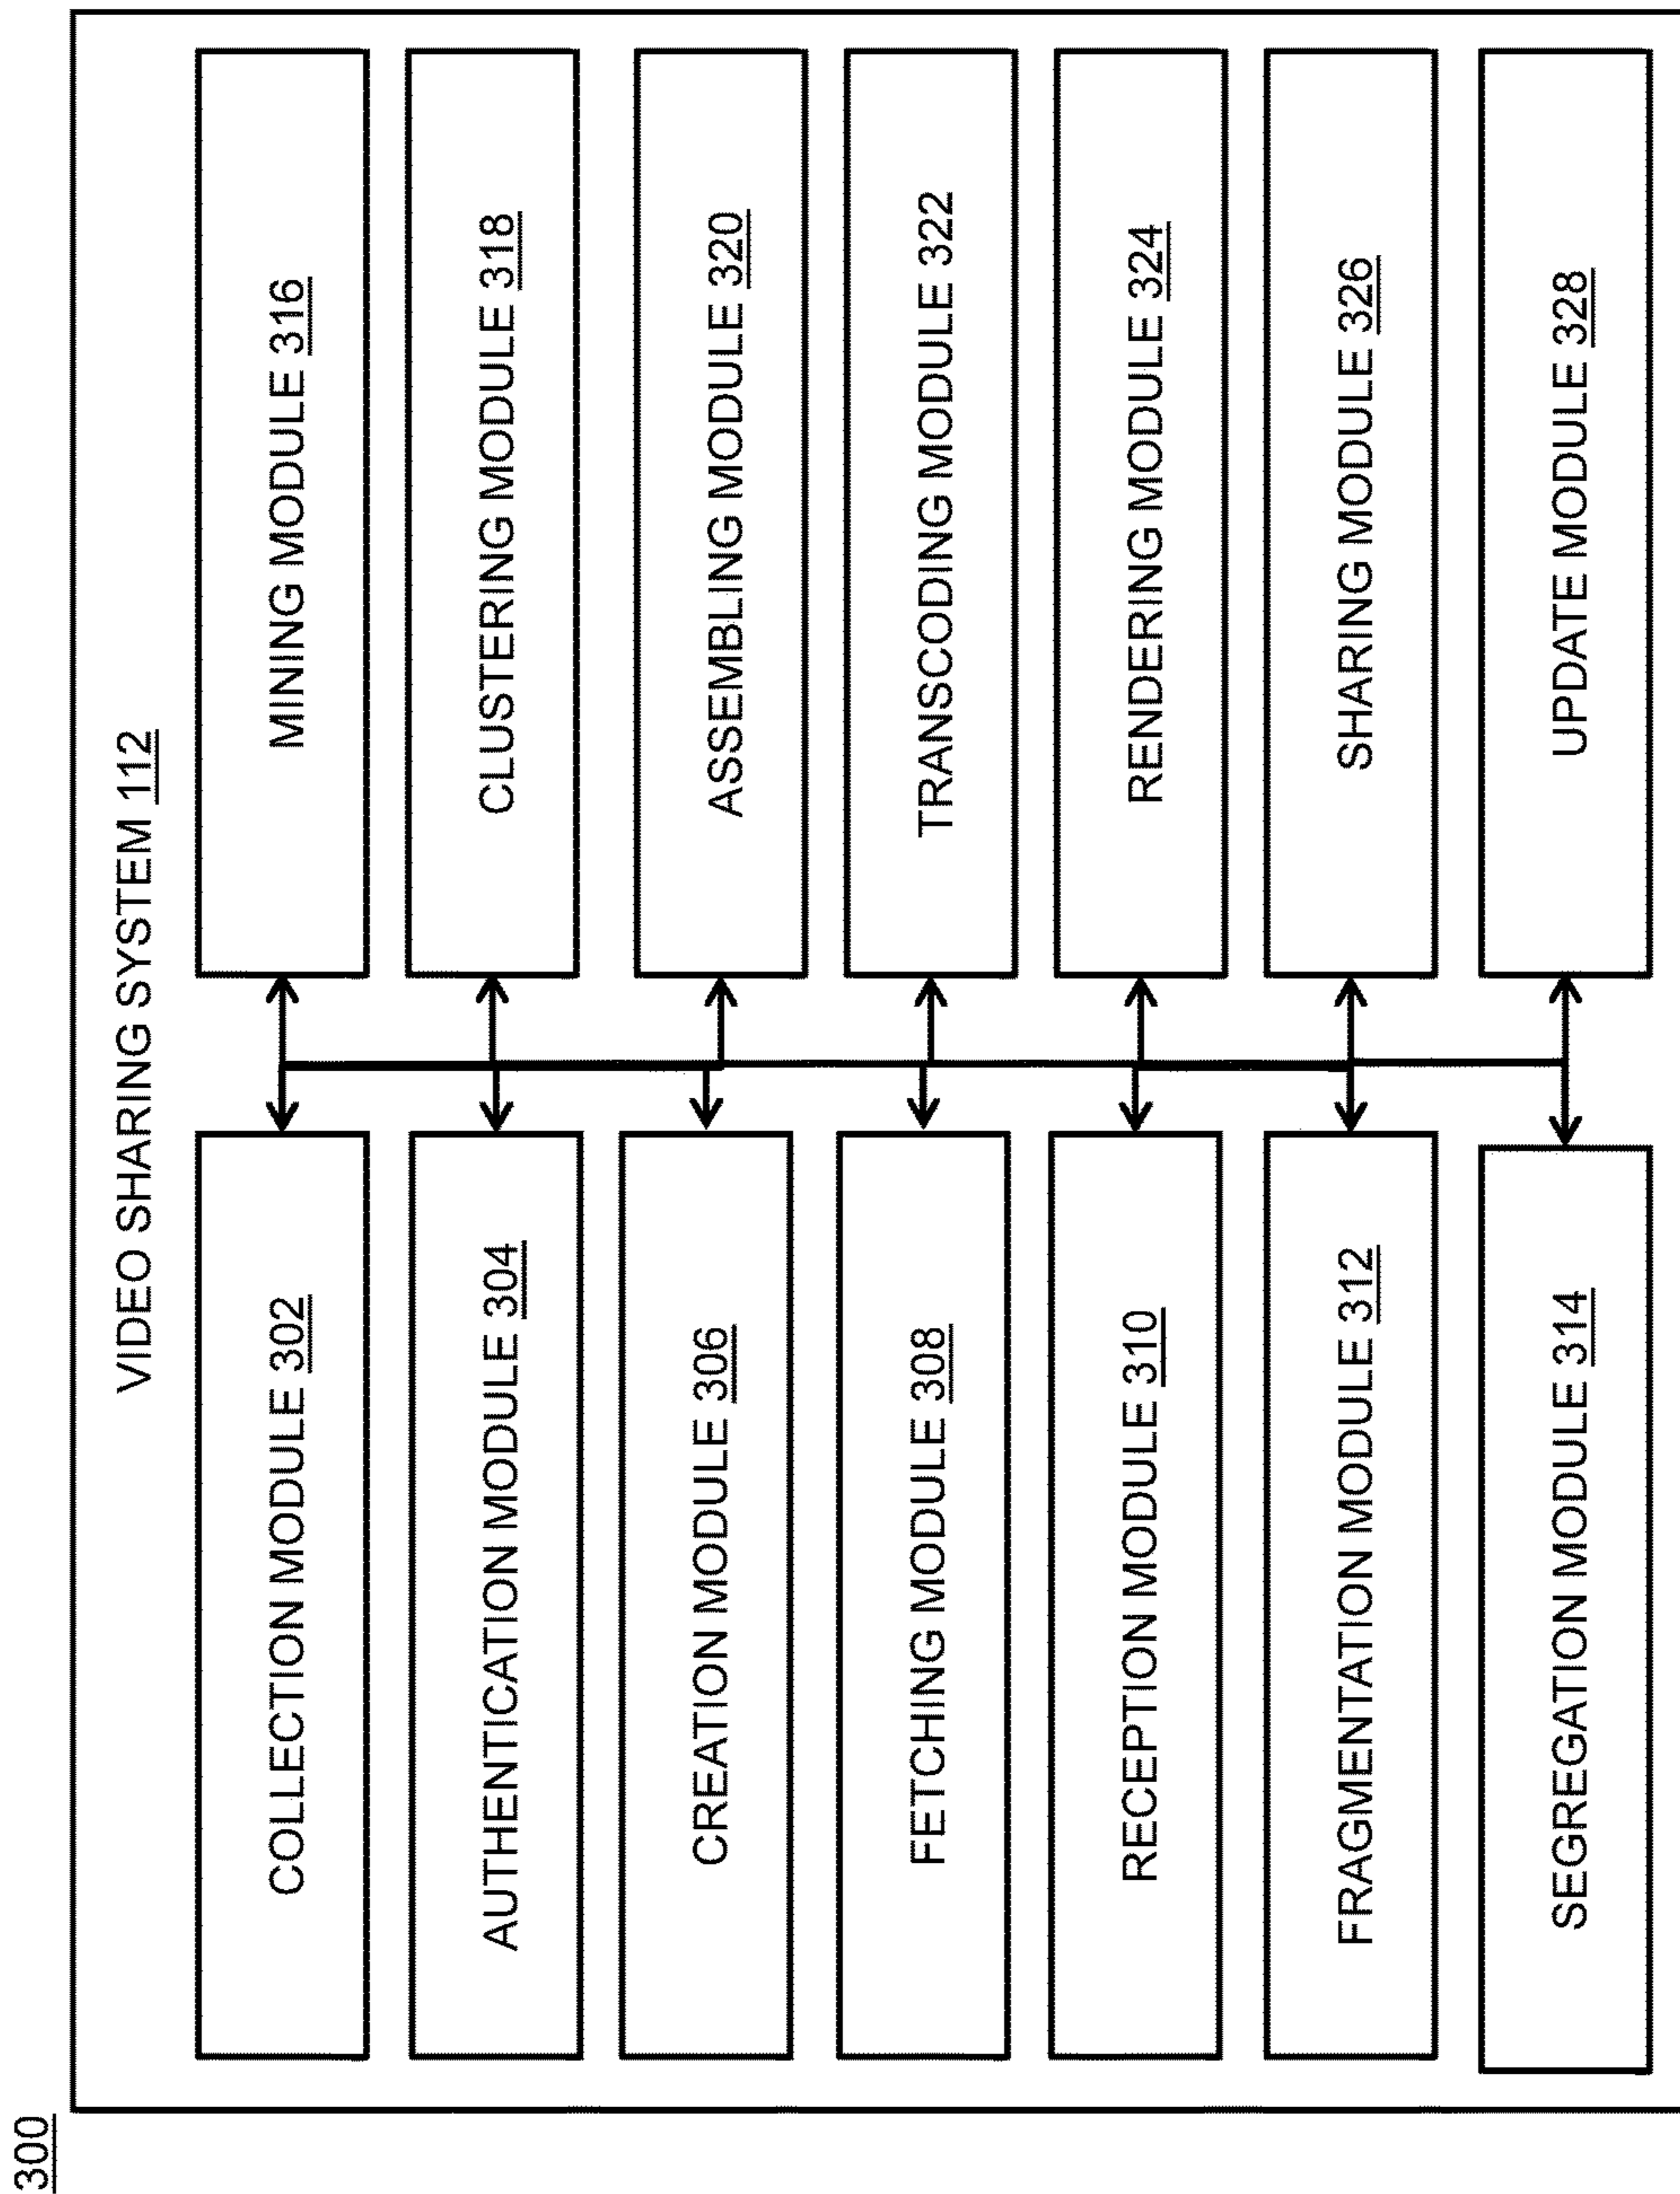 300
VIDEO SHARING SYSTEM 112
COLLECTION MODULE 302
AUTHENTICATION MODULE 304
CREATION MODULE 306
FETCHING MODULE 308
RECEPTION MODULE 310
FRAGMENTATION MODULE 312
SEGREGATION MODULE 314
MINING MODULE 316
CLUSTERING MODULE 318
ASSEMBLING MODULE 320
TRANSCODING MODULE 322
RENDERING MODULE 324
SHARING MODULE 326
UPDATE MODULE 328